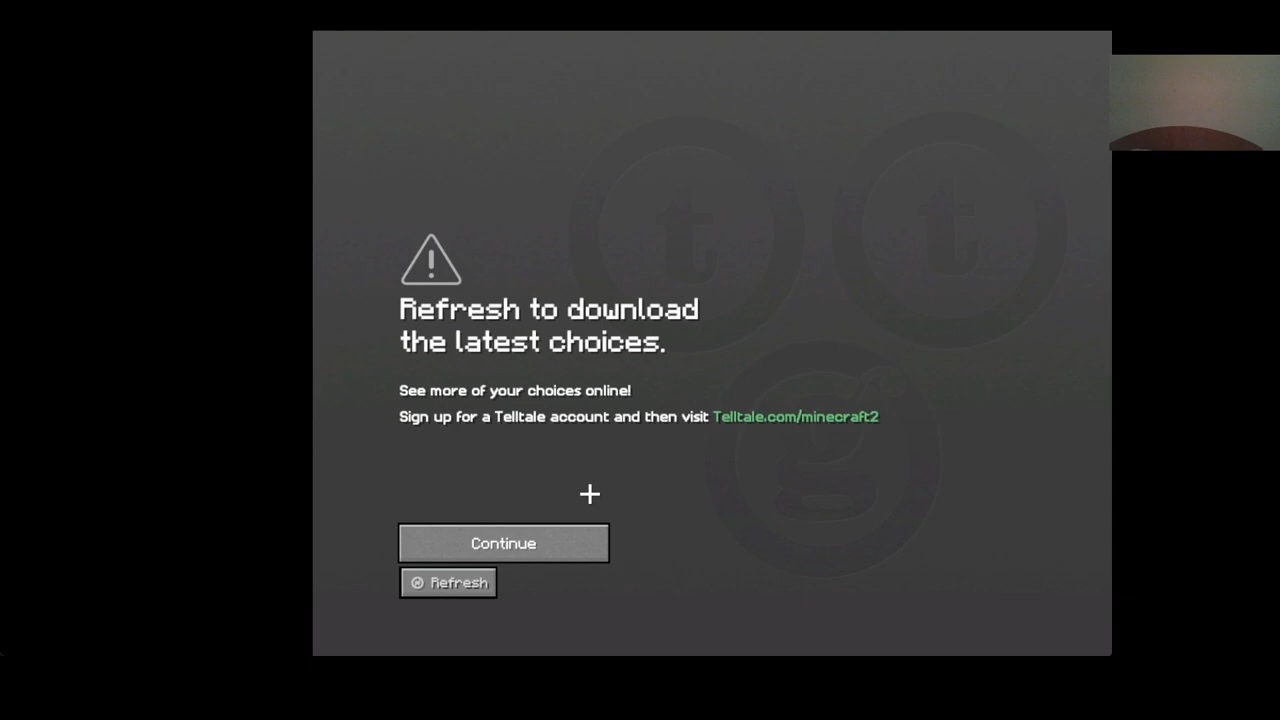 Refresh to download
the latest choices.
See more of your choices online!
Sign up for a Telltale account and then visit Telltale.com/minecraft2
Continue
Refresh